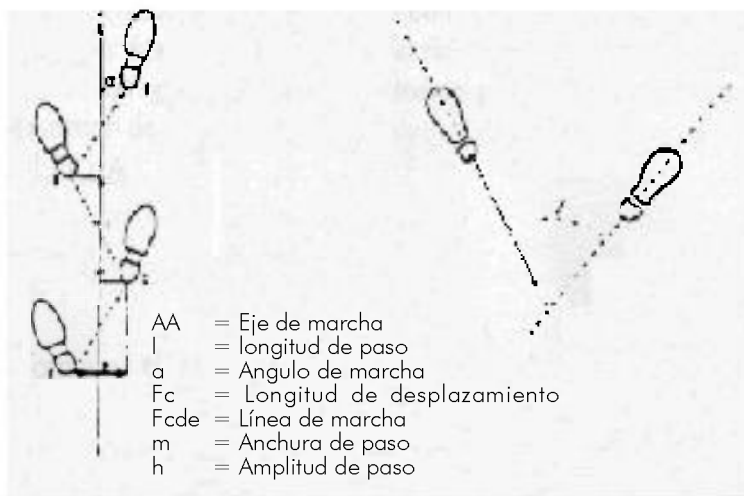 α
AA = Eje de marcha
l = longitud de paso
a = Angulo de marcha
Fc = Longitud de desplazamiento
Fcde = Línea de marcha
m = Anchura de paso
h = Amplitud de paso